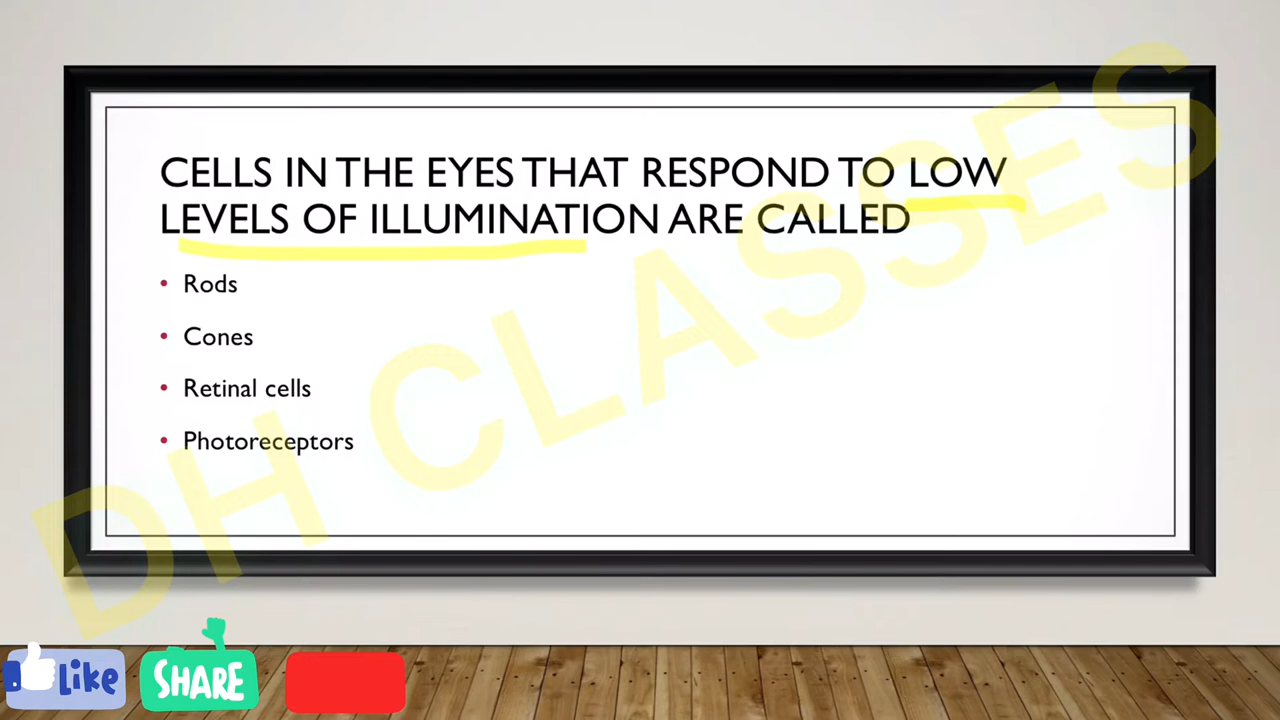 CELLS IN THE EYES THAT RESPOND TO LOW
LEVELS OF ILLUMINATION ARE CALLED
• Rods
• Cones
• Retinal cells
• Photoreceptors
DH CLASSES
Like
SHARE